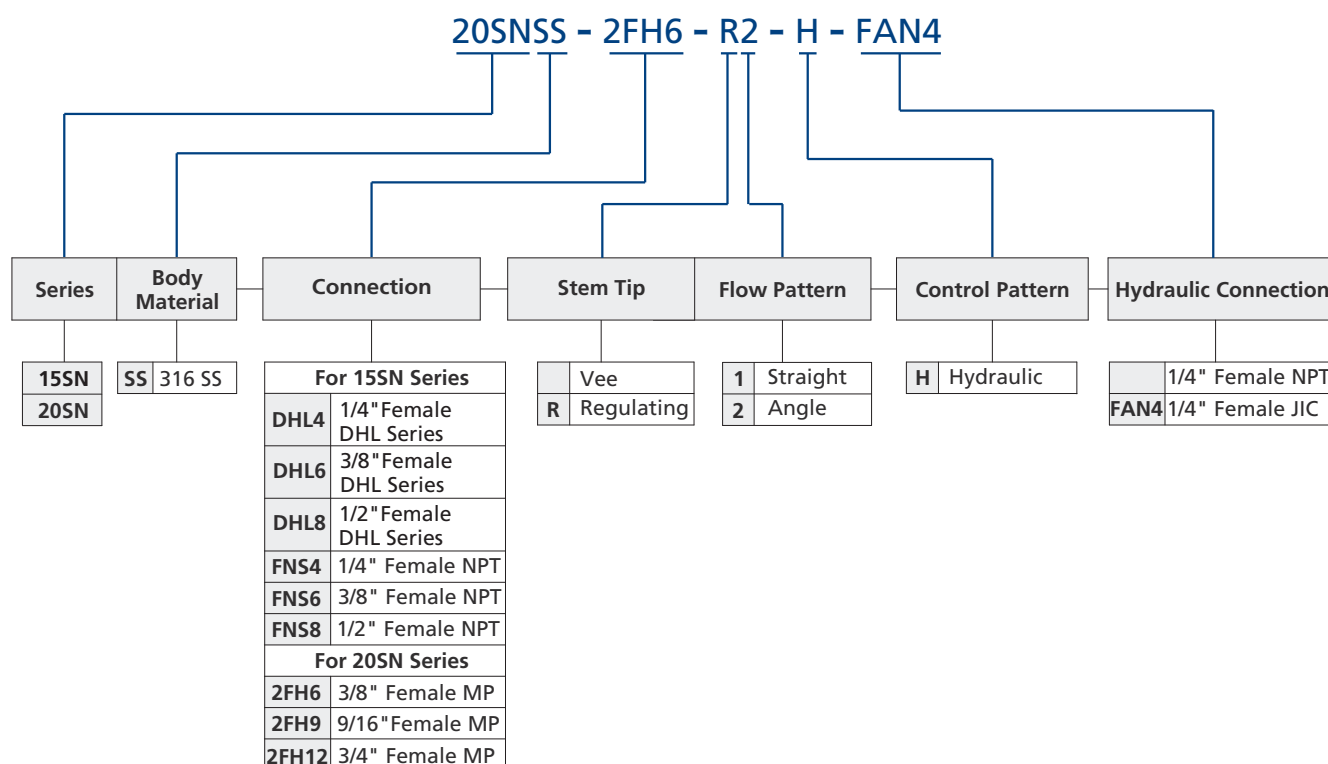 20SNSS - 2FH6 - R2 - H - FAN4
Series
Body
Material
Connection
Stem Tip
Flow Pattern
Control Pattern
Hydraulic Connection
15SN
20SN
SS 316 SS
For 15SN Series
DHL4 1/4"Female
DHL Series
DHL6 3/8"Female
DHL Series
DHL8 1/2"Female
DHL Series
FNS4 1/4" Female NPT
FNS6 3/8" Female NPT
FNS8 1/2" Female NPT
For 20SN Series
2FH6 3/8" Female MP
2FH9 9/16"Female MP
2FH12 3/4" Female MP
Vee
R Regulating
1 Straight
2 Angle
H Hydraulic
1/4" Female NPT
FAN4 1/4" Female JIC